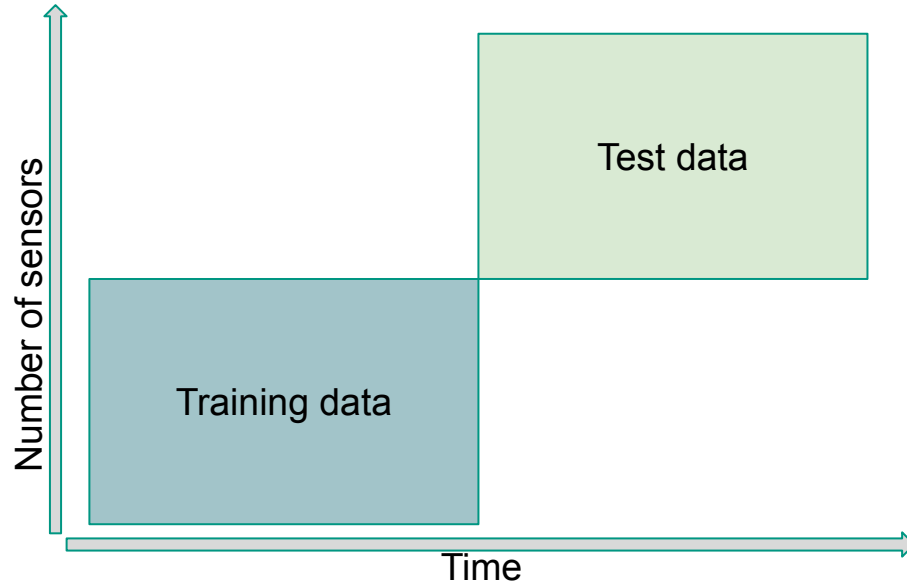 Number of sensors
Test data
Training data
Time